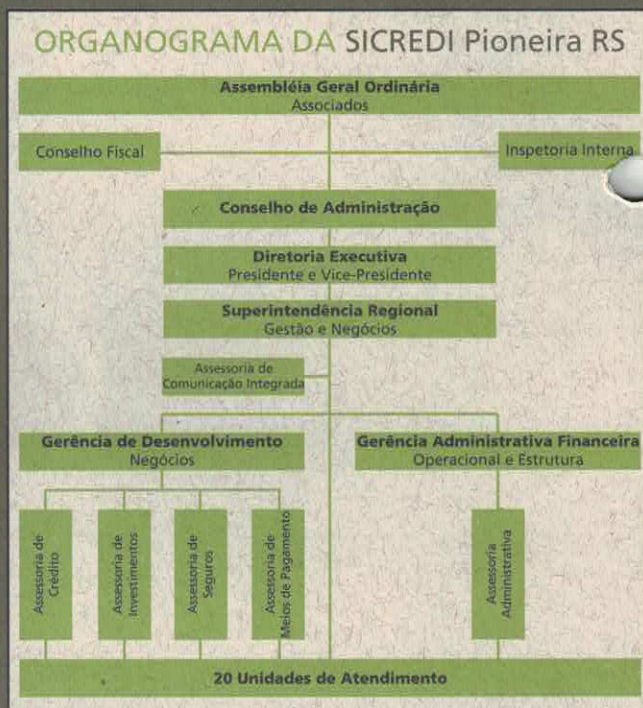 ORGANOGRAMA DA SICREDI Pioneira RS
Assembléia Geral Ordinária
Associados
Conselho Fiscal
Inspetoria Interna
Conselho de Administração
Diretoria Executiva
Presidente e Vice-Presidente
Superintendência Regional
Gestão e Negócios
Assessoria de
Comunicação Integrada
Gerência de Desenvolvimento
Negócios
Gerência Administrativa Financeira
Operacional e Estrutura
Assessoria de
Crédito
Assessoria de
Investimentos
Assessoria de
Seguros
Assessoria de
Meios de Pagamento
Assessoria
Administrativa
20 Unidades de Atendimento